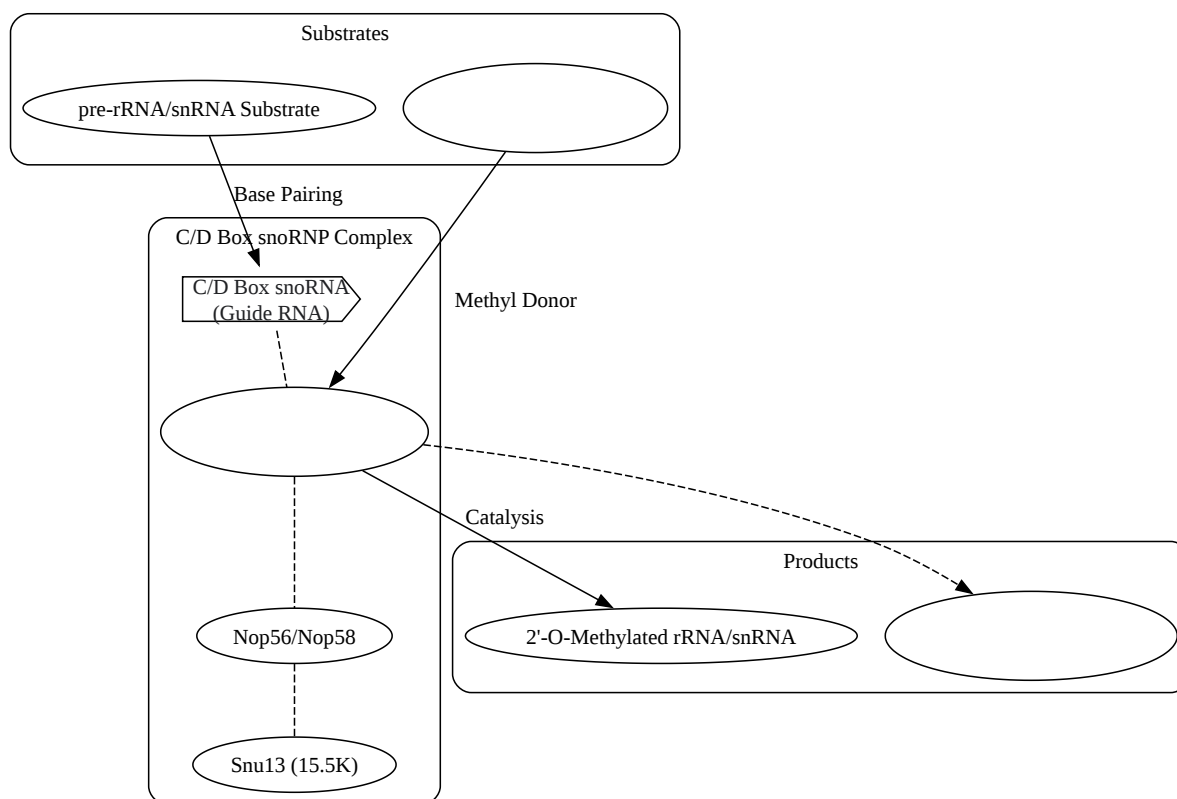 Substrates
pre-rRNA/snRNA Substrate
Base Pairing
C/D Box snoRNP Complex
C/D Box snoRNA
(Guide RNA)
Methyl Donor
Catalysis
Products
Nop56/Nop58
2'-O-Methylated rRNA/snRNA
Snu13 (15.5K)